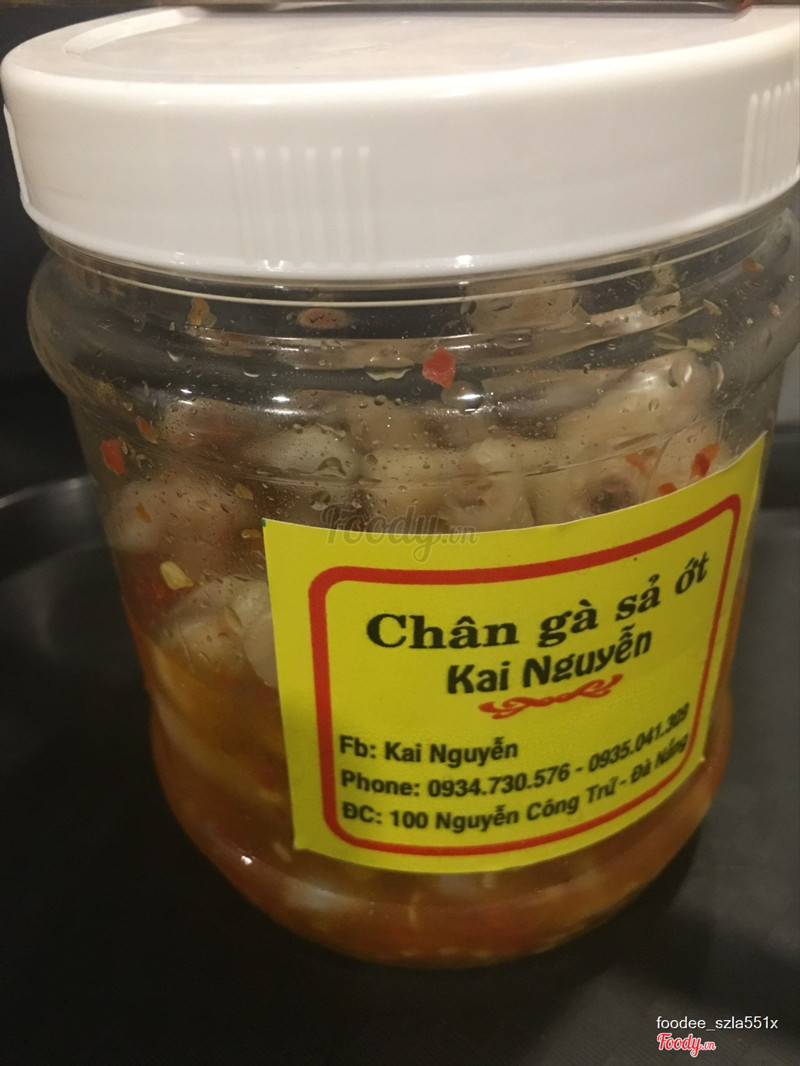 Foody.vn
Chân gà sả ớt
Kai Nguyễn
Fb: Kai Nguyễn
Phone: 0934.730.576 - 0935.041.309
ĐC: 100 Nguyễn Công Trữ - Đà Nẵng
foodee_szla551x
Foody.vn